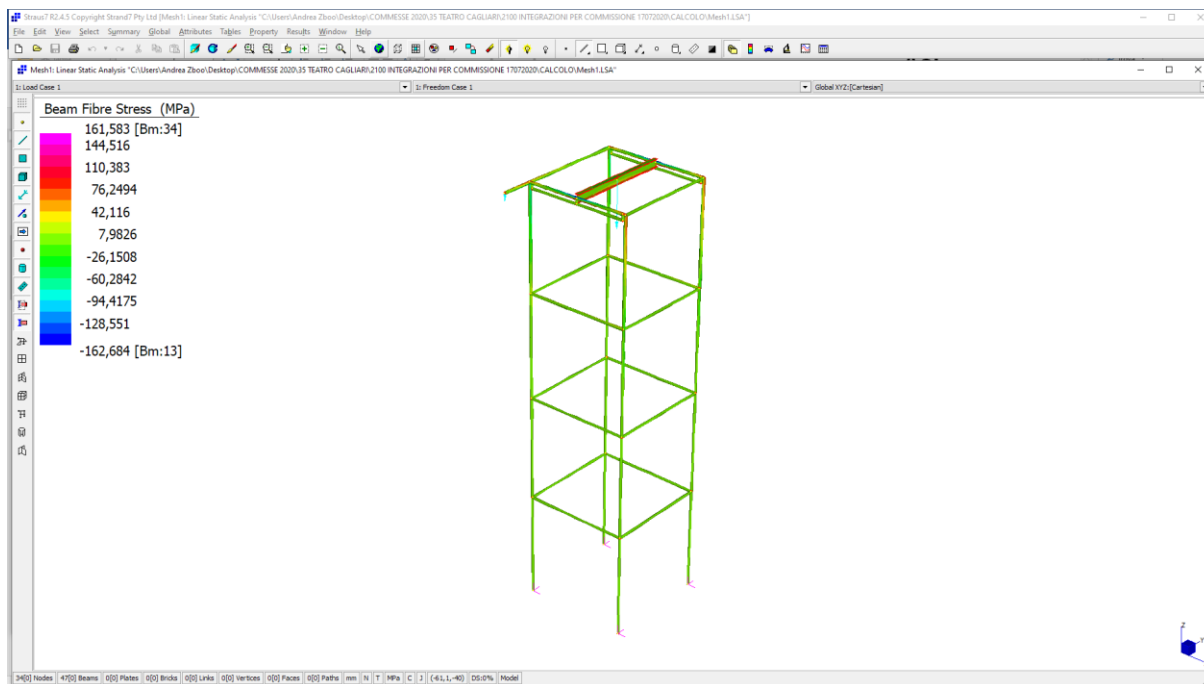 Straus7 R2.4.5 Copyright Strand7 Pty Ltd [Mesh1: Linear Static Analysis "C:\Users\Andrea Zboo\Desktop\COMMESSE 2020\35 TEATRO CAGLIARI\2100 INTEGRAZIONI PER COMMISSIONE 17072020\CALCOLO\Mesh1.LSA"]
File Edit View Select Summary Global Attributes Tables Property Results Window Help
Mesh1: Linear Static Analysis "C:\Users\Andrea Zboo\Desktop\COMMESSE 2020\35 TEATRO CAGLIARI\2100 INTEGRAZIONI PER COMMISSIONE 17072020\CALCOLO\Mesh1.LSA"
1: Load Case 1 1: Freedom Case 1 Global XYZ:[Cartesian]
Beam Fibre Stress (MPa)
161,583 [Bm:34]
144,516
110,383
76,2494
42,116
7,9826
-26,1508
-60,2842
-94,4175
-128,551
-162,684 [Bm:13]
Z
Y
34[0] Nodes 47[0] Beams 0[0] Plates 0[0] Bricks 0[0] Links 0[0] Vertices 0[0] Faces 0[0] Paths mm N T MPa C J (-61,1,-40) DS:0% Model